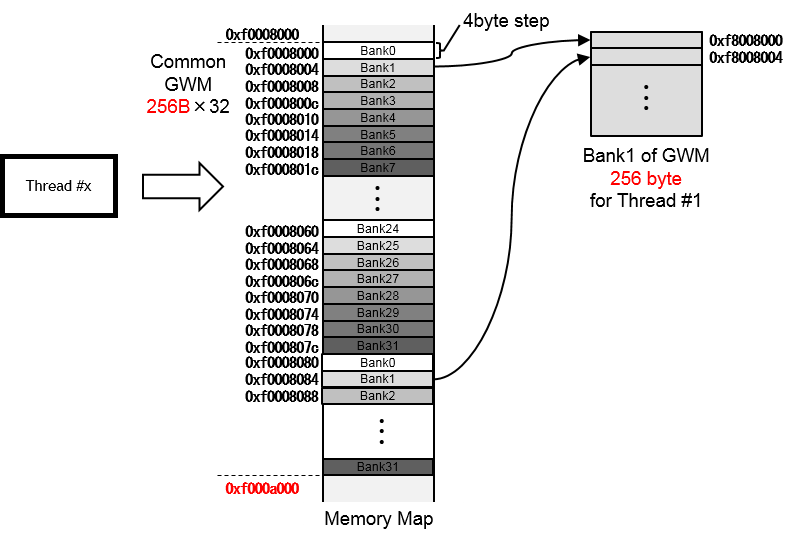 0xf0008000
4byte step
0xf0008000
Bank0
0xf8008000
Common
GWM
256B×32
0xf0008004
Bank1
0xf8008004
0xf0008008
Bank2
0xf000800c
Bank3
0xf0008010
Bank4
0xf0008014
Bank5
0xf0008018
Bank6
0xf000801c
Bank7
Bank1 of GWM
256 byte
for Thread #1
Thread #x
0xf0008060
Bank24
0xf0008064
Bank25
0xf0008068
Bank26
0xf000806c
Bank27
0xf0008070
Bank28
0xf0008074
Bank29
0xf0008078
Bank30
0xf000807c
Bank31
0xf0008080
Bank0
0xf0008084
Bank1
0xf0008088
Bank2
Bank31
0xf000a000
Memory Map